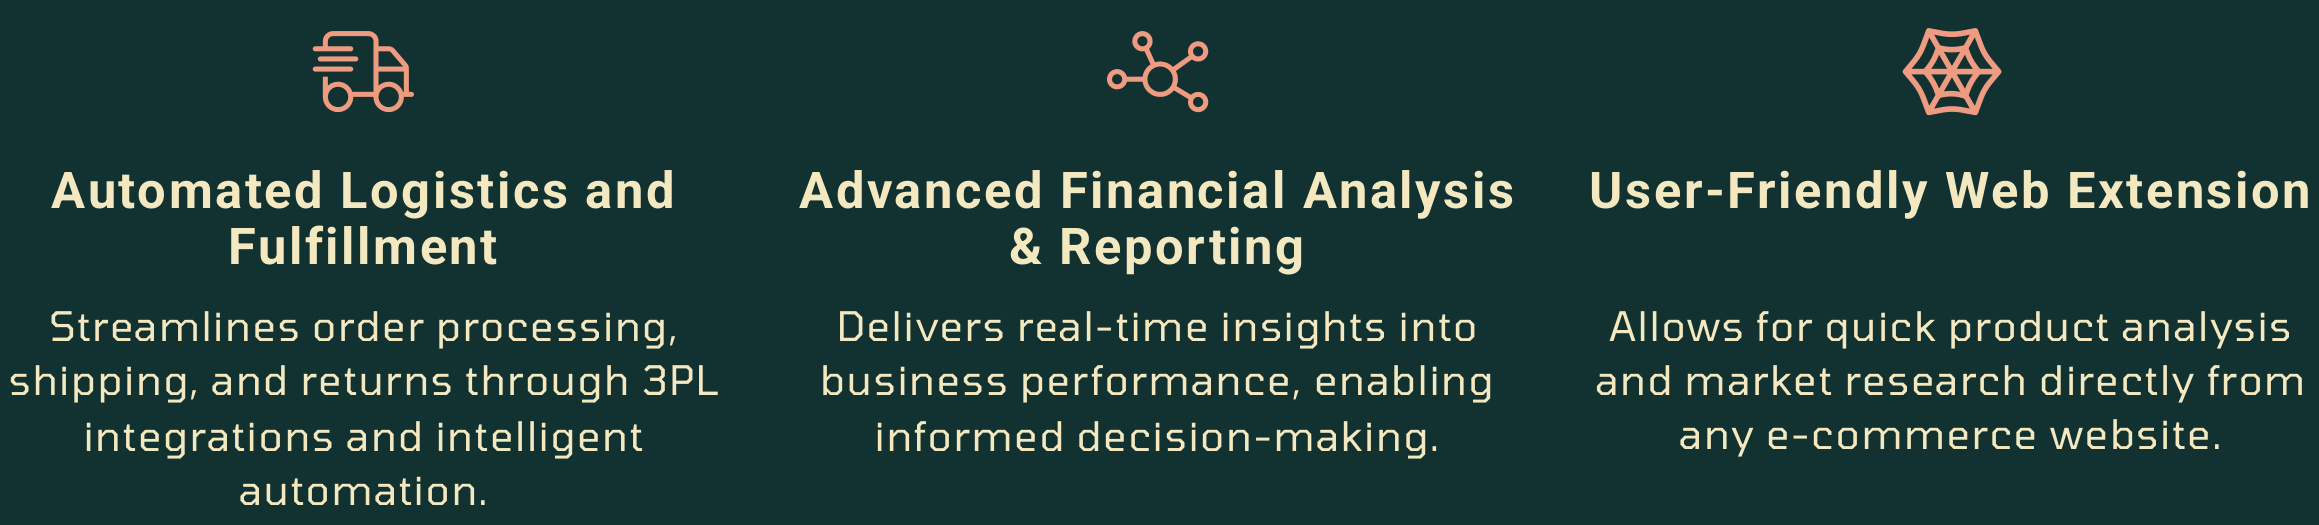 Automated Logistics and
Fulfillment
Streamlines order processing,
shipping, and returns through 3PL
integrations and intelligent
automation.
Advanced Financial Analysis
& Reporting
Delivers real-time insights into
business performance, enabling
informed decision-making.
User-Friendly Web Extension
Allows for quick product analysis
and market research directly from
any e-commerce website.